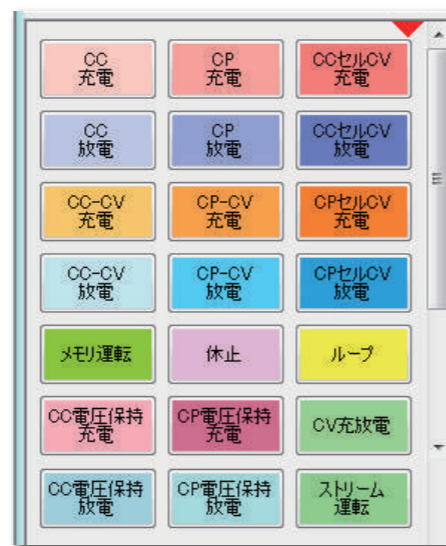 CC
充電
CP
充電
CCセルCV
充電
CC
放電
CP
放電
CCセルCV
放電
CC-CV
充電
CP-CV
充電
CPセルCV
充電
CC-CV
放電
CP-CV
放電
CPセルCV
放電
メモリ運転
休止
ループ
CC電圧保持
充電
CP電圧保持
充電
CV充放電
CC電圧保持
放電
CP電圧保持
放電
ストリーム
運転